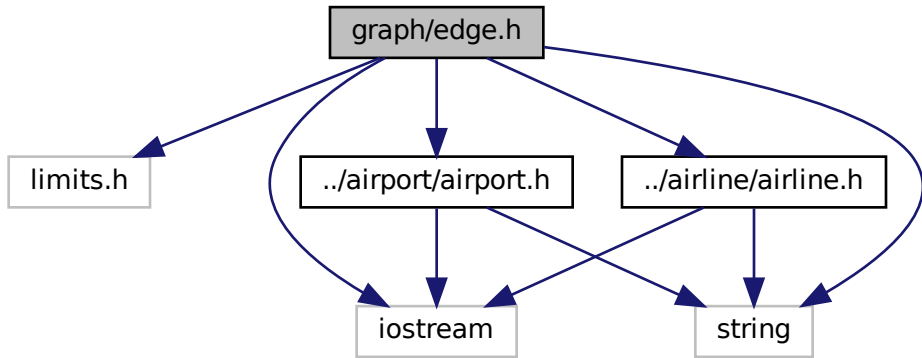 graph/edge.h
limits.h
../airport/airport.h
../airline/airline.h
iostream
string